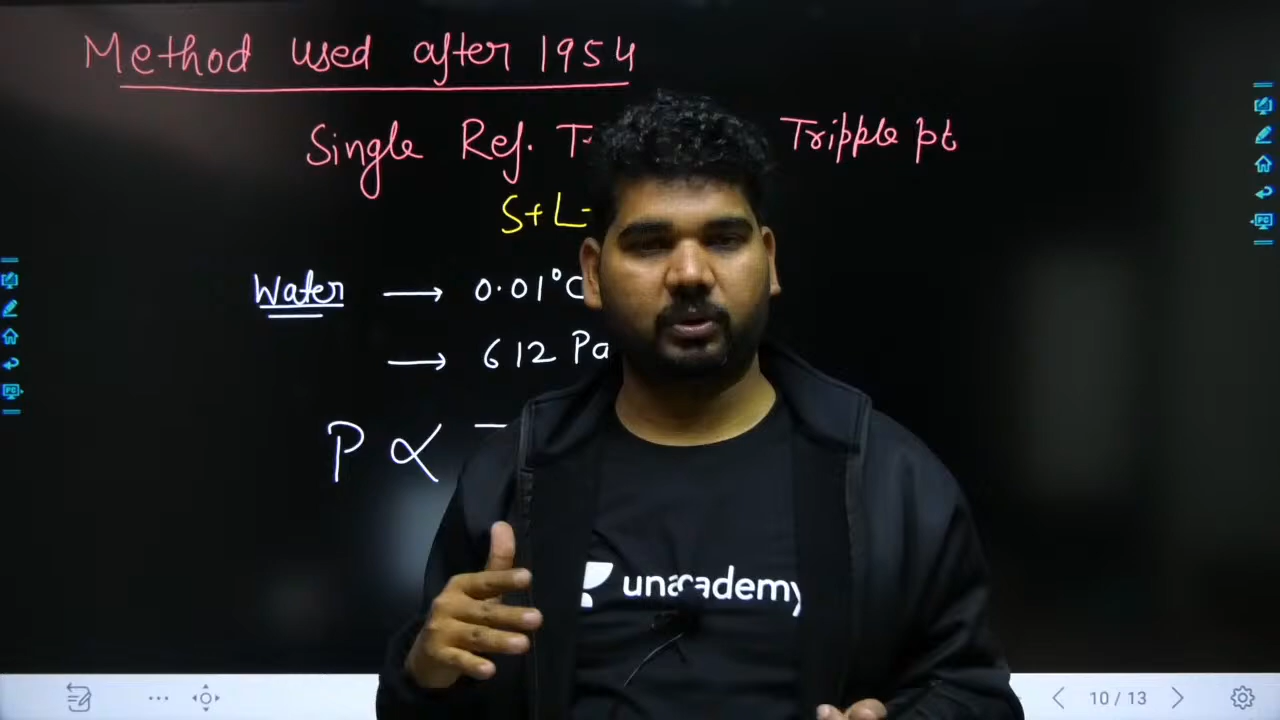 Method used after 1954
Single Ref. T Tripple pt
S+L-
Water → 0.01°C
→ 612 Pa
P ∝
unacademy
10 / 13